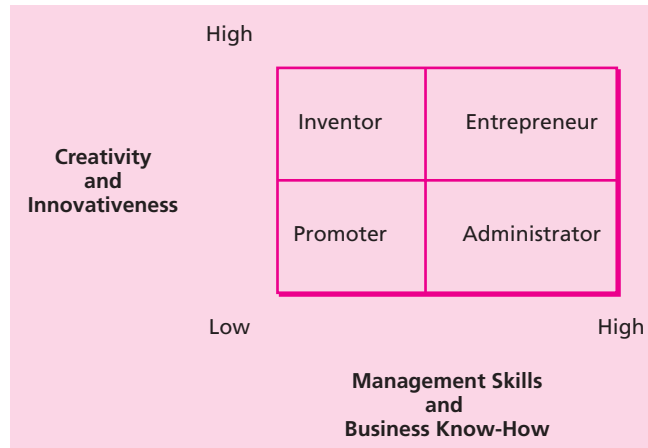 High
Inventor
Entrepreneur
Creativity
and
Innovativeness
Promoter
Administrator
Low
High
Management Skills
and
Business Know-How